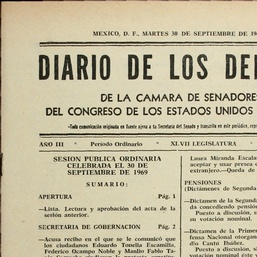 MEXICO, D. F., MARTES 30 DE SEPTIEMBRE DE 19
DIARIO DE LOS DE
DE LA CAMARA DE SENADORE
DEL CONGRESO DE LOS ESTADOS UNIDOS
AÑO III Período Ordinario XLVII LEGISLATURA
SESION PUBLICA ORDINARIA
CELEBRADA EL 30 DE
SEPTIEMBRE DE 1969
SUMARIO:
APERTURA Pág. 1
—Lista. Lectura y aprobación del acta de la
sesión anterior.
SECRETARIA DE GOBERNACION Pág. 2
—Acusa recibo en el que se le comunicó que
los ciudadanos Eduardo Tonella Escamilla,
Federico Ocampo Noble y Manlio Fabio Ta-
Laura Miranda Escala
aceptar y usar presea
extranjero.—Queda de
PENSIONES
(Dictámenes de Segunda
—Dictamen de la Segunda
da concediendo pensión
Puesto a discusión, s
su votación nominal.
—Dictamen de la Primera
fensa Nacional otorgan
dio Cantú Ibáñez.
Puesto a discusión,
votación nominal